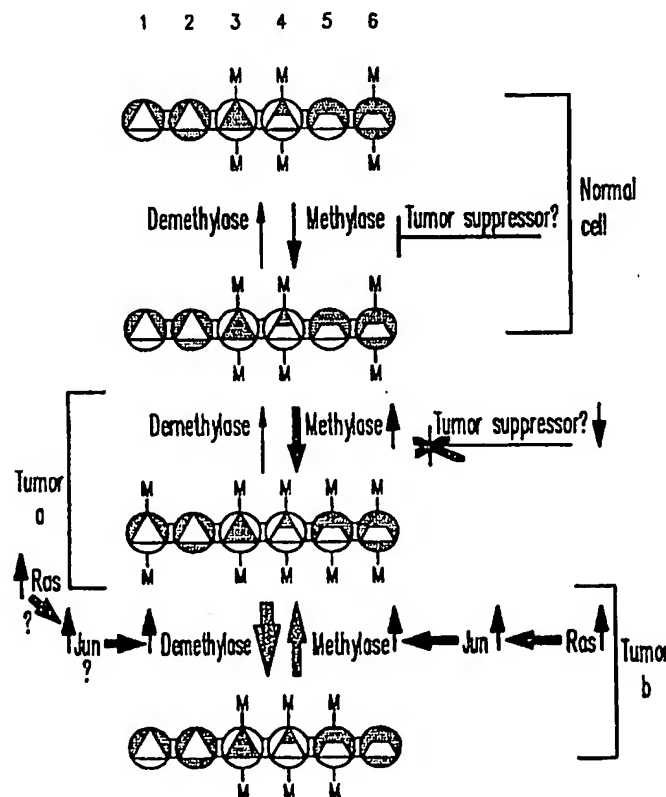 1 2 3 4 5 6
M M M
M M M
Demethylase Methylase Tumor suppressor?
Normal
cell
M M M
M M M
Demethylase Methylase Tumor suppressor?
Tumor
a
M M M M M
M M M M M
Ras
?
Jun
?
Demethylase Methylase Jun Ras
Tumor
b
M M M
M M M